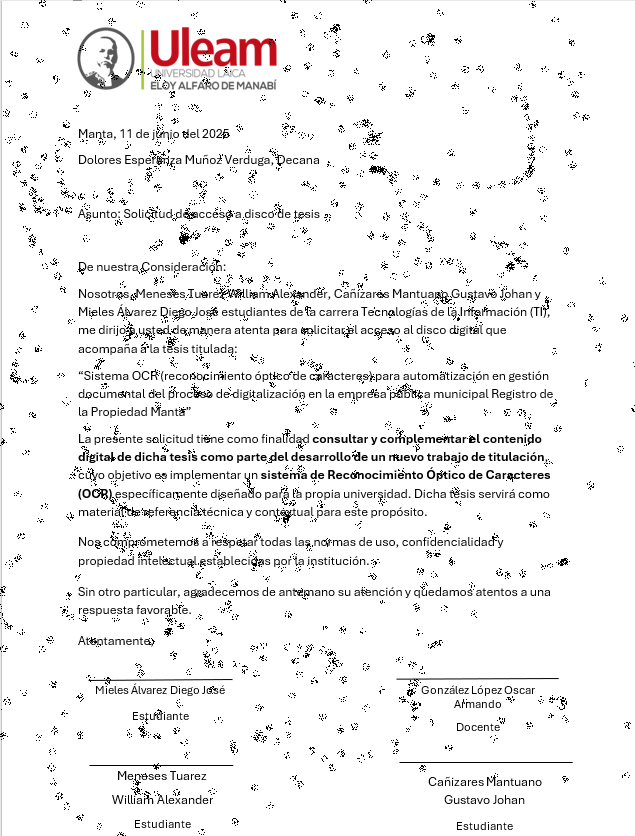 Uleam
UNIVERSIDAD LAICA
ELOY ALFARO DE MANABÍ
Manta, 11 de junio del 2025
Dolores Esperanza Muñoz Verduga, Decana
Asunto: Solicitud de acceso a disco de tesis
De nuestra Consideración:
Nosotros, Meneses Tuarez William Alexander, Cañizares Mantuano Gustavo Johan y
Mieles Álvarez Diego José estudiantes de la carrera Tecnologías de la Información (TI),
me dirijo a usted de manera atenta para solicitar el acceso al disco digital que
acompaña a la tesis titulada:
“Sistema OCR (reconocimiento óptico de caracteres) para automatización en gestión
documental del proceso de digitalización en la empresa pública municipal Registro de
la Propiedad Manta”
La presente solicitud tiene como finalidad consultar y complementar el contenido
digital de dicha tesis como parte del desarrollo de un nuevo trabajo de titulación,
cuyo objetivo es implementar un sistema de Reconocimiento Óptico de Caracteres
(OCR) específicamente diseñado para la propia universidad. Dicha tesis servirá como
material de referencia técnica y contextual para este propósito.
Nos comprometemos a respetar todas las normas de uso, confidencialidad y
propiedad intelectual establecidas por la institución.
Sin otro particular, agradecemos de antemano su atención y quedamos atentos a una
respuesta favorable.
Atentamente,
Mieles Álvarez Diego José
Estudiante
González López Oscar
Armando
Docente
Meneses Tuarez
William Alexander
Estudiante
Cañizares Mantuano
Gustavo Johan
Estudiante